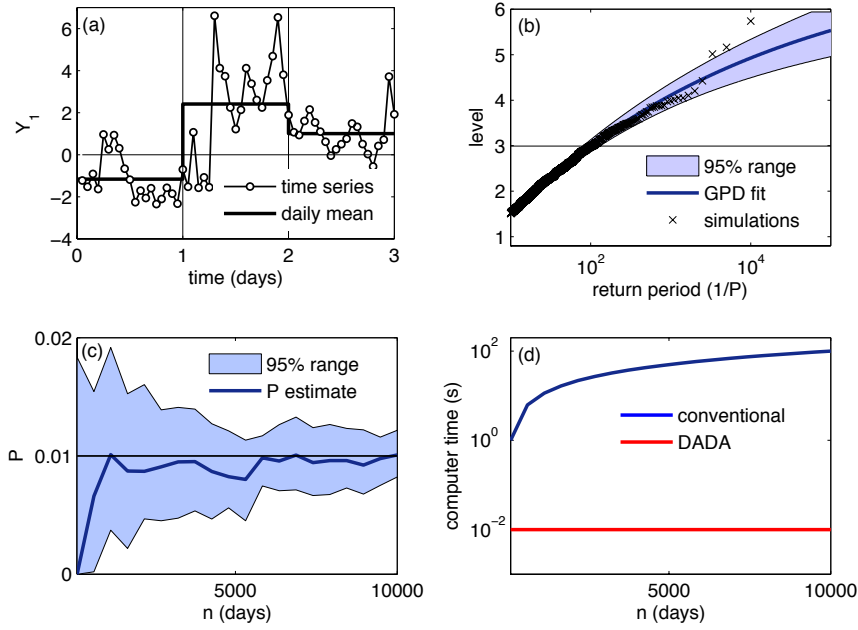 (a)
6
4
2
0
−2
−4
Y1
0
1
2
3
time (days)
time series
daily mean
(b)
6
5
4
3
2
1
level
10^2
10^4
return period (1/P)
95% range
GPD fit
simulations
(c)
0.02
0.01
0
P
5000
10000
n (days)
95% range
P estimate
(d)
10^2
10^0
10^−2
computer time (s)
5000
10000
n (days)
conventional
DADA